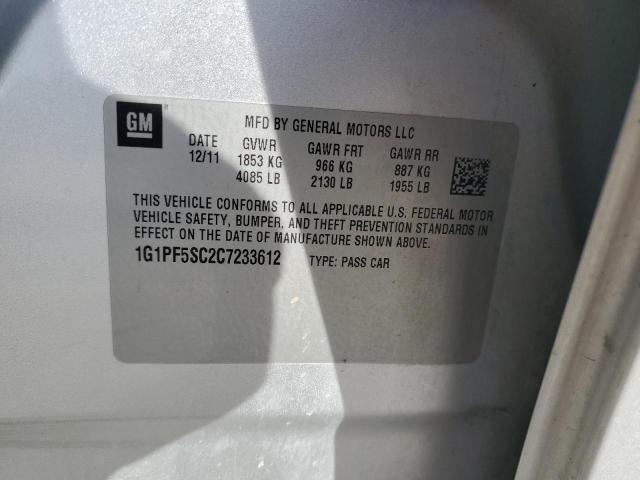 GM
MFD BY GENERAL MOTORS LLC
DATE GVWR GAWR FRT GAWR RR
12/11 1853 KG 966 KG 887 KG
4085 LB 2130 LB 1955 LB
THIS VEHICLE CONFORMS TO ALL APPLICABLE U.S. FEDERAL MOTOR
VEHICLE SAFETY, BUMPER, AND THEFT PREVENTION STANDARDS IN
EFFECT ON THE DATE OF MANUFACTURE SHOWN ABOVE.
1G1PF5SC2C7233612 TYPE: PASS CAR